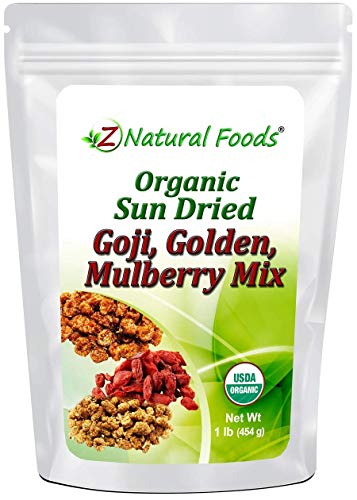 Z Natural Foods®
Organic
Sun Dried
Goji, Golden,
Mulberry Mix
USDA
ORGANIC
Net Wt
1 lb (454 g)